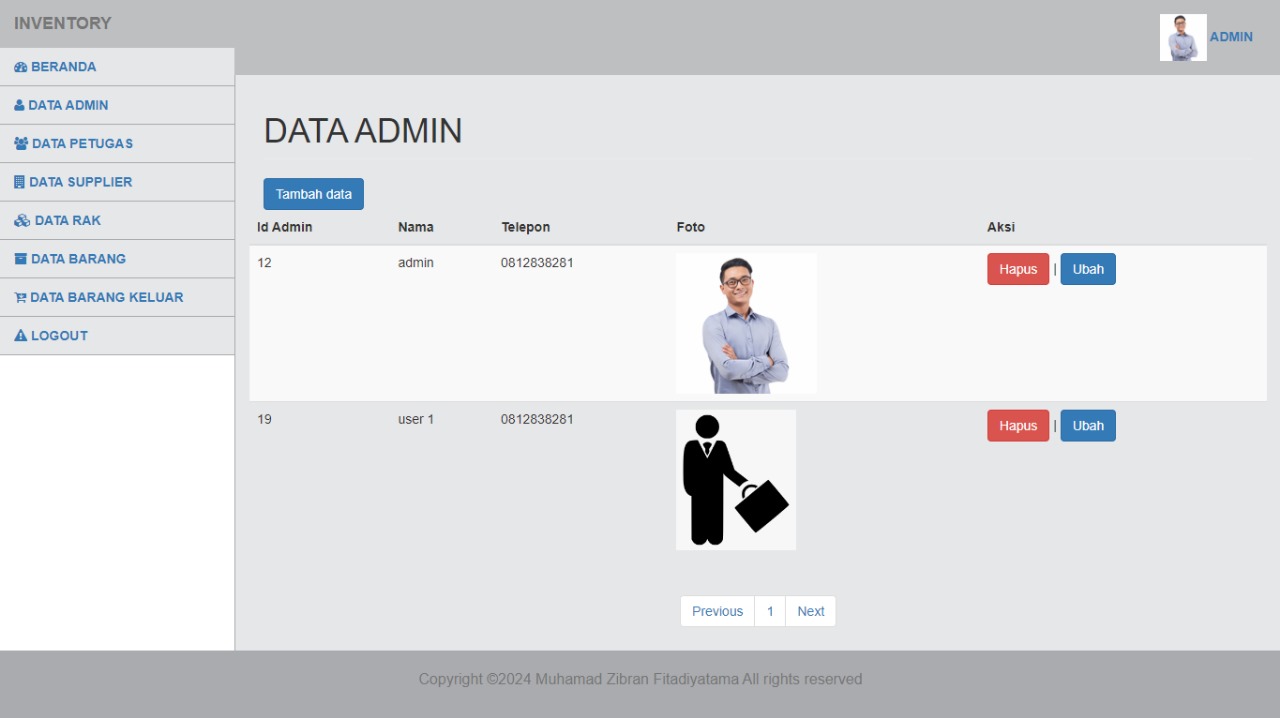 INVENTORY
ADMIN
BERANDA
DATA ADMIN
DATA PETUGAS
DATA SUPPLIER
DATA RAK
DATA BARANG
DATA BARANG KELUAR
LOGOUT
DATA ADMIN
Tambah data
Id Admin Nama Telepon Foto Aksi
12 admin 0812838281 Hapus | Ubah
19 user 1 0812838281 Hapus | Ubah
Previous 1 Next
Copyright ©2024 Muhamad Zibran Fitadiyatama All rights reserved